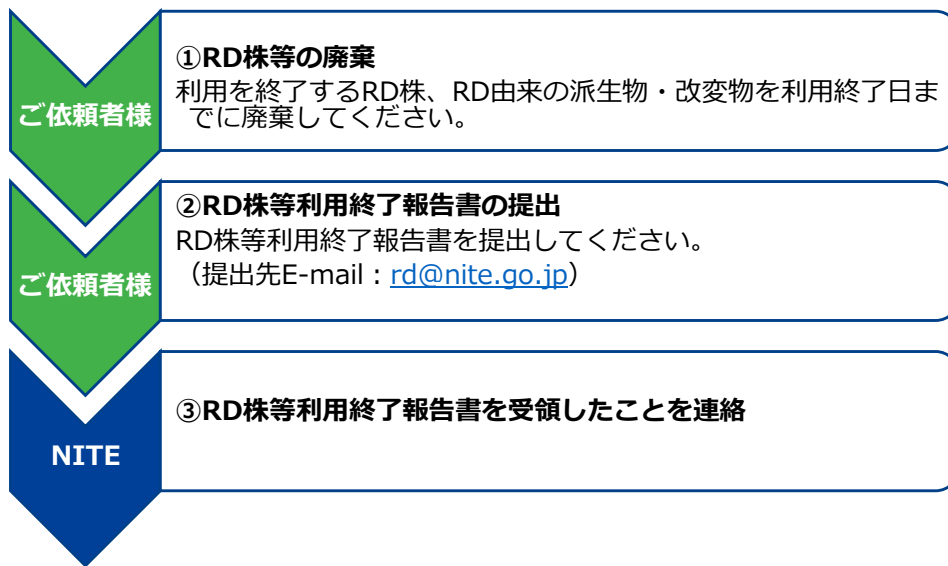 ①RD株等の廃棄
利用を終了するRD株、RD由来の派生物・改変物を利用終了日ま
でに廃棄してください。
ご依頼者様
②RD株等利用終了報告書の提出
RD株等利用終了報告書を提出してください。
（提出先E-mail：rd@nite.go.jp）
ご依頼者様
③RD株等利用終了報告書を受領したことを連絡
NITE